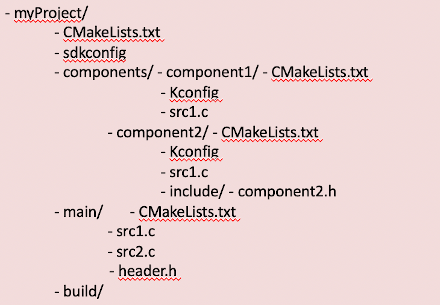 - myProject/
- CMakeLists.txt
- sdkconfig
- components/ - component1/ - CMakeLists.txt
- Kconfig
- src1.c
- component2/ - CMakeLists.txt
- Kconfig
- src1.c
- include/ - component2.h
- main/ - CMakeLists.txt
- src1.c
- src2.c
- header.h
- build/